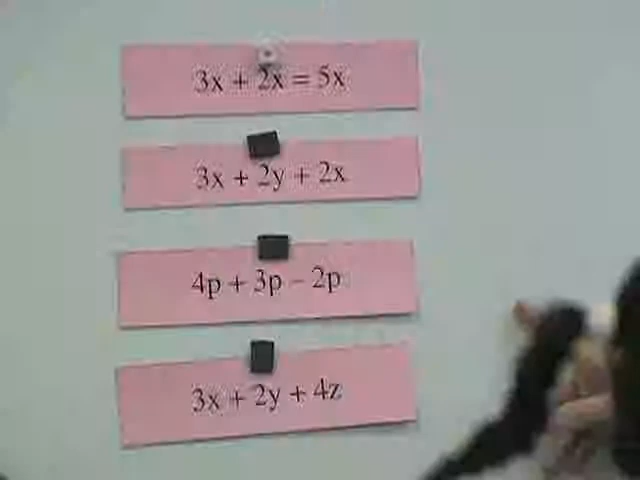 3x + 2x = 5x
3x + 2y + 2x
4p + 3p – 2p
3x + 2y + 4z